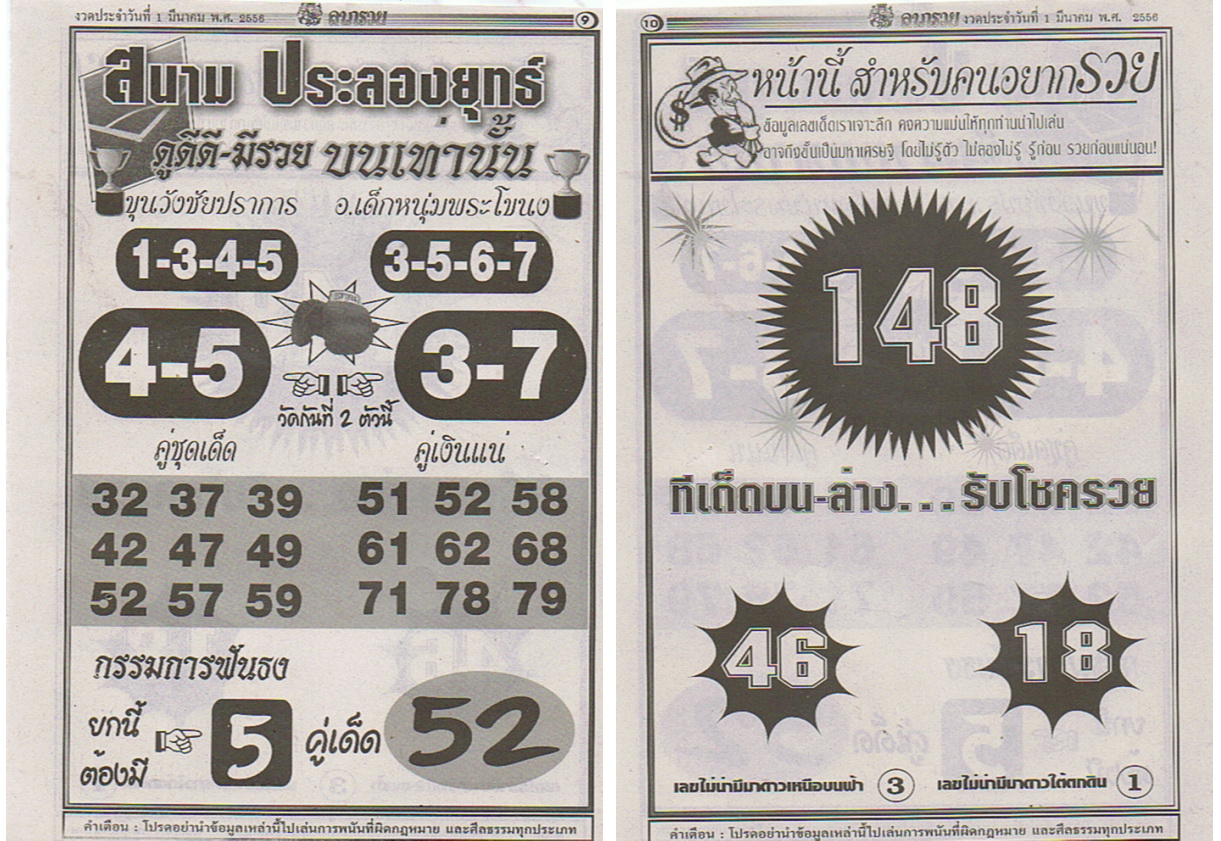 งวดประจำวันที่ 1 มีนาคม พ.ศ. 2556 ลาภรวย 9
สนาม ประลองยุทธ์
ดูดีดี-มีรวย บนเท่านั้น
ขุนวังชัยปราการ อ.เด็กหนุ่มพระโขนง
1-3-4-5 3-5-6-7
4-5 3-7
วัดกันที่ 2 ตัวนี้
คู่ชุดเด็ด คู่เงินแน่
32 37 39 51 52 58
42 47 49 61 62 68
52 57 59 71 78 79
กรรมการฟันธง
ยกนี้ต้องมี 5 คู่เด็ด 52
คำเตือน : โปรดอย่านำข้อมูลเหล่านี้ไปเล่นการพนันที่ผิดกฎหมาย และศีลธรรมทุกประเภท
10 ลาภรวย งวดประจำวันที่ 1 มีนาคม พ.ศ. 2556
หน้านี้ สำหรับคนอยากรวย
ข้อมูลเลขเด็ดเราเจาะลึก คงความแม่นให้ทุกท่านนำไปเล่น
อาจถึงขั้นเป็นมหาเศรษฐี โดยไม่รู้ตัว ไม่ลองไม่รู้ รู้ก่อน รวยก่อนแน่นอน!
148
ทีเด็ดบน-ล่าง...รับโชครวย
46 18
เลขไม่น่ามีมาดาวเหนือบนฟ้า 3 เลขไม่น่ามีมาดาวใต้ตกดิน 1
คำเตือน : โปรดอย่านำข้อมูลเหล่านี้ไปเล่นการพนันที่ผิดกฎหมาย และศีลธรรมทุกประเภท